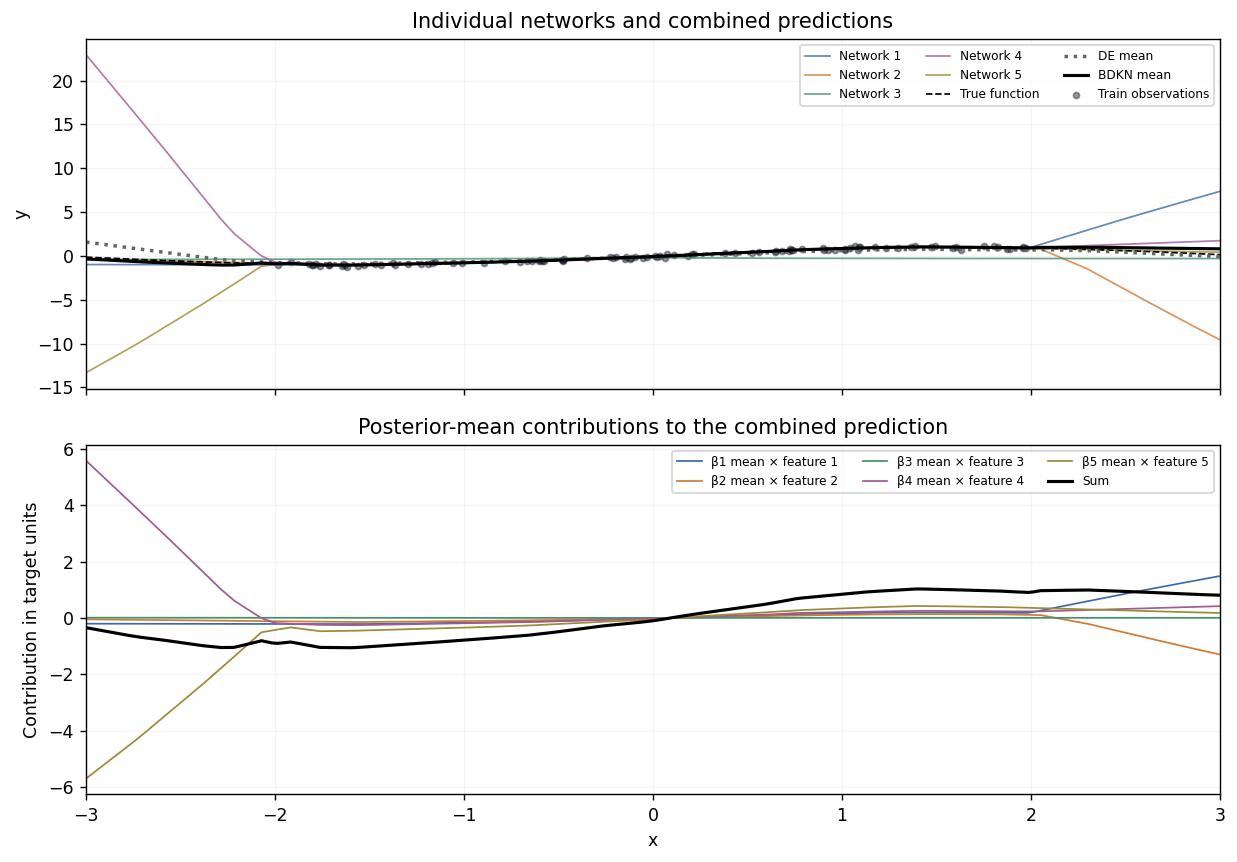 Individual networks and combined predictions
20
15
10
5
0
−5
−10
−15
y
Network 1
Network 2
Network 3
Network 4
Network 5
True function
DE mean
BDKN mean
Train observations
Posterior-mean contributions to the combined prediction
6
4
2
0
−2
−4
−6
Contribution in target units
β1 mean × feature 1
β2 mean × feature 2
β3 mean × feature 3
β4 mean × feature 4
β5 mean × feature 5
Sum
−3
−2
−1
0
1
2
3
x